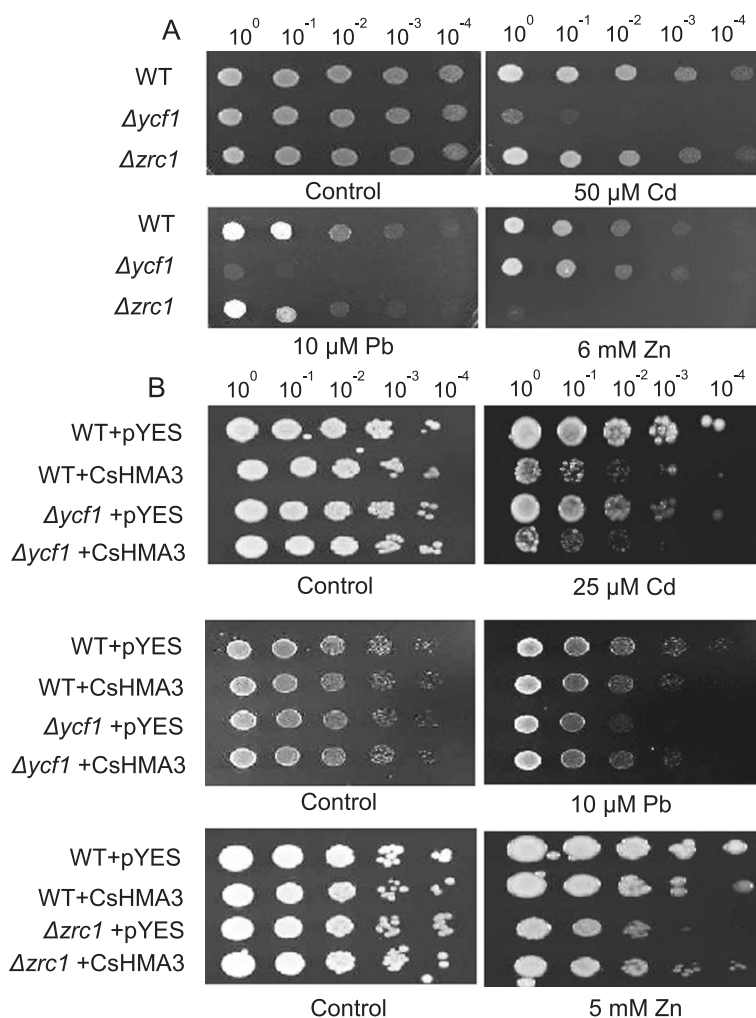 A
10⁰ 10⁻¹ 10⁻² 10⁻³ 10⁻⁴ 10⁰ 10⁻¹ 10⁻² 10⁻³ 10⁻⁴
WT
Δycf1
Δzrc1
Control 50 µM Cd
WT
Δycf1
Δzrc1
10 µM Pb 6 mM Zn
B
10⁰ 10⁻¹ 10⁻² 10⁻³ 10⁻⁴ 10⁰ 10⁻¹ 10⁻² 10⁻³ 10⁻⁴
WT+pYES
WT+CsHMA3
Δycf1 +pYES
Δycf1 +CsHMA3
Control 25 µM Cd
WT+pYES
WT+CsHMA3
Δycf1 +pYES
Δycf1 +CsHMA3
Control 10 µM Pb
WT+pYES
WT+CsHMA3
Δzrc1 +pYES
Δzrc1 +CsHMA3
Control 5 mM Zn